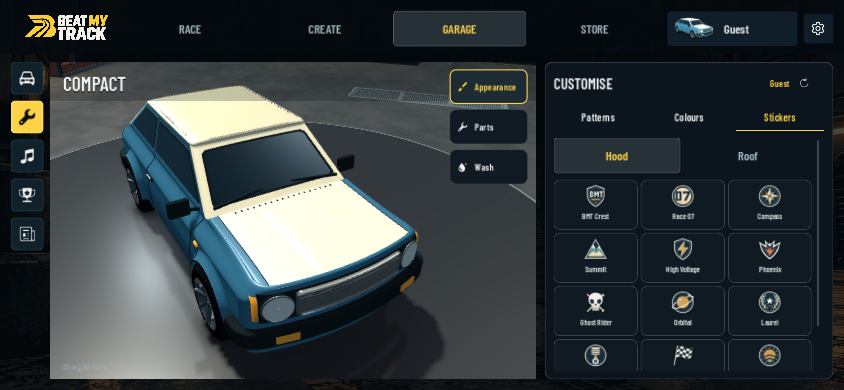 BEAT MY
TRACK
RACE
CREATE
GARAGE
STORE
Guest
COMPACT
Appearance
Parts
Wash
CUSTOMISE
Guest
Patterns
Colours
Stickers
Hood
Roof
BMT
07
BMT Crest
Race 07
Compass
Summit
High Voltage
Phoenix
Ghost Rider
Orbital
Laurel